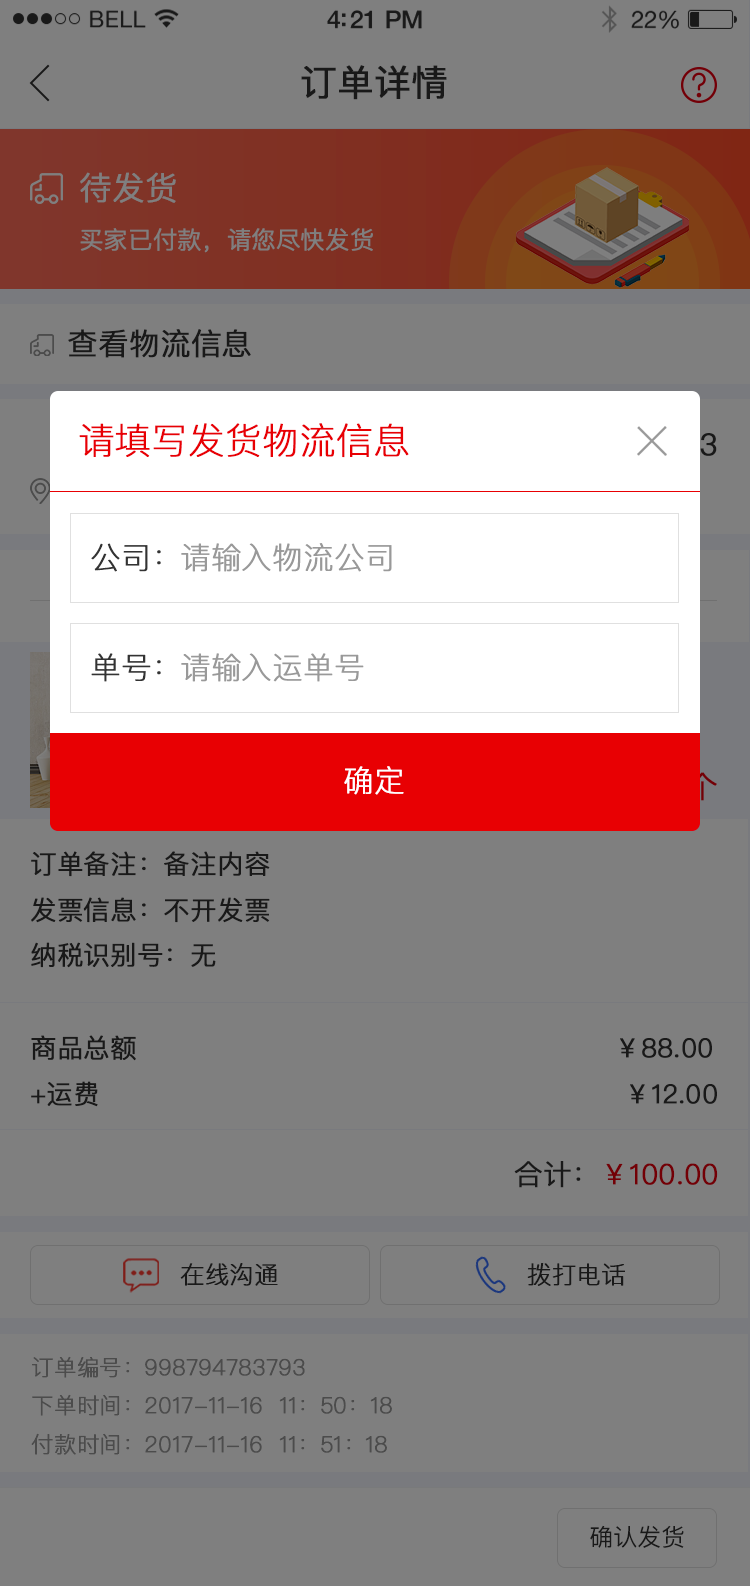 BELL 4:21 PM 22%
订单详情
待发货
买家已付款，请您尽快发货
查看物流信息
3
请填写发货物流信息
公司：请输入物流公司
单号：请输入运单号
个
确定
订单备注：备注内容
发票信息：不开发票
纳税识别号：无
商品总额 ¥88.00
+运费 ¥12.00
合计：¥100.00
在线沟通 拨打电话
订单编号：998794783793
下单时间：2017-11-16 11：50：18
付款时间：2017-11-16 11：51：18
确认发货